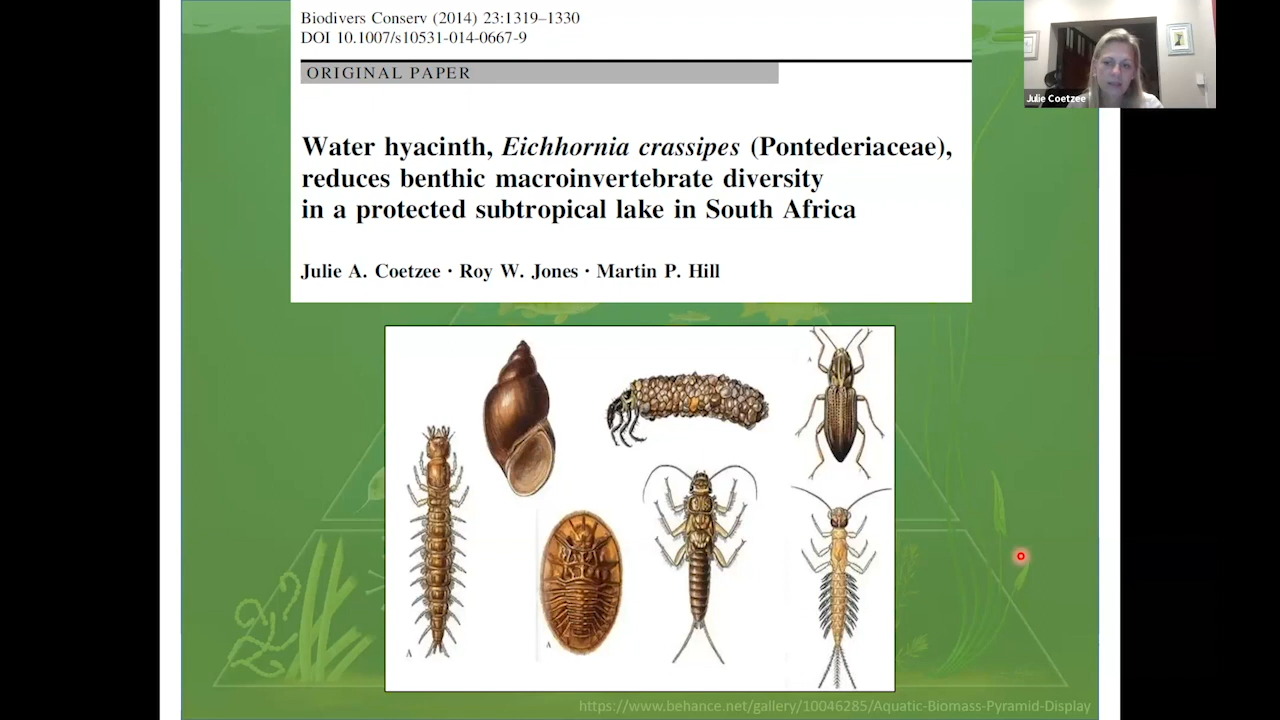 Biodivers Conserv (2014) 23:1319–1330
DOI 10.1007/s10531-014-0667-9
ORIGINAL PAPER
Julie Coetzee
Water hyacinth, Eichhornia crassipes (Pontederiaceae),
reduces benthic macroinvertebrate diversity
in a protected subtropical lake in South Africa
Julie A. Coetzee · Roy W. Jones · Martin P. Hill
A
A
A
https://www.behance.net/gallery/10046285/Aquatic-Biomass-Pyramid-Display